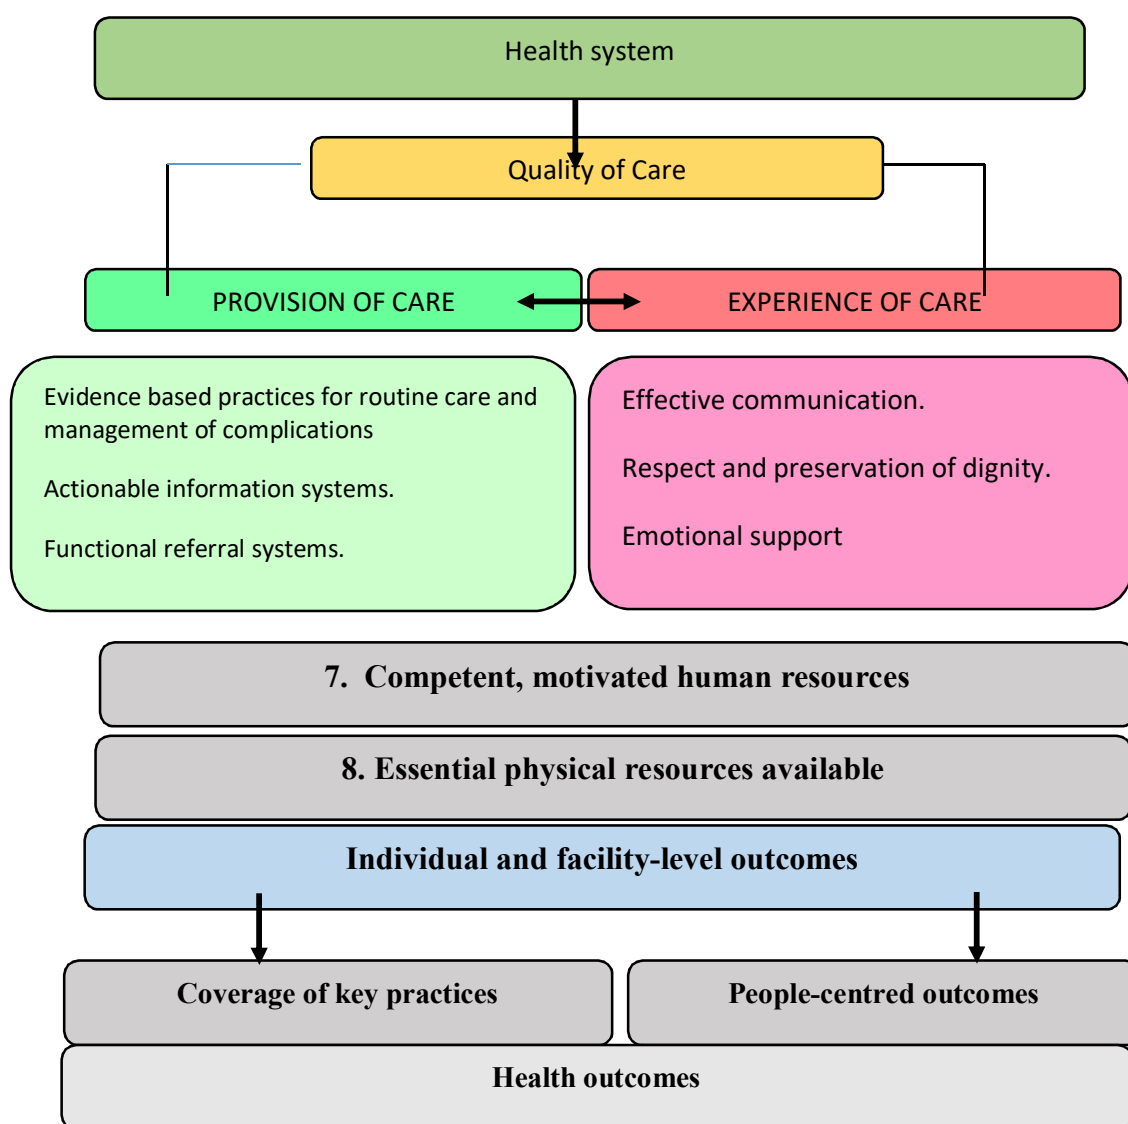 Health system
Quality of Care
PROVISION OF CARE
EXPERIENCE OF CARE
Evidence based practices for routine care and
management of complications
Actionable information systems.
Functional referral systems.
Effective communication.
Respect and preservation of dignity.
Emotional support
7. Competent, motivated human resources
8. Essential physical resources available
Individual and facility-level outcomes
Coverage of key practices
People-centred outcomes
Health outcomes